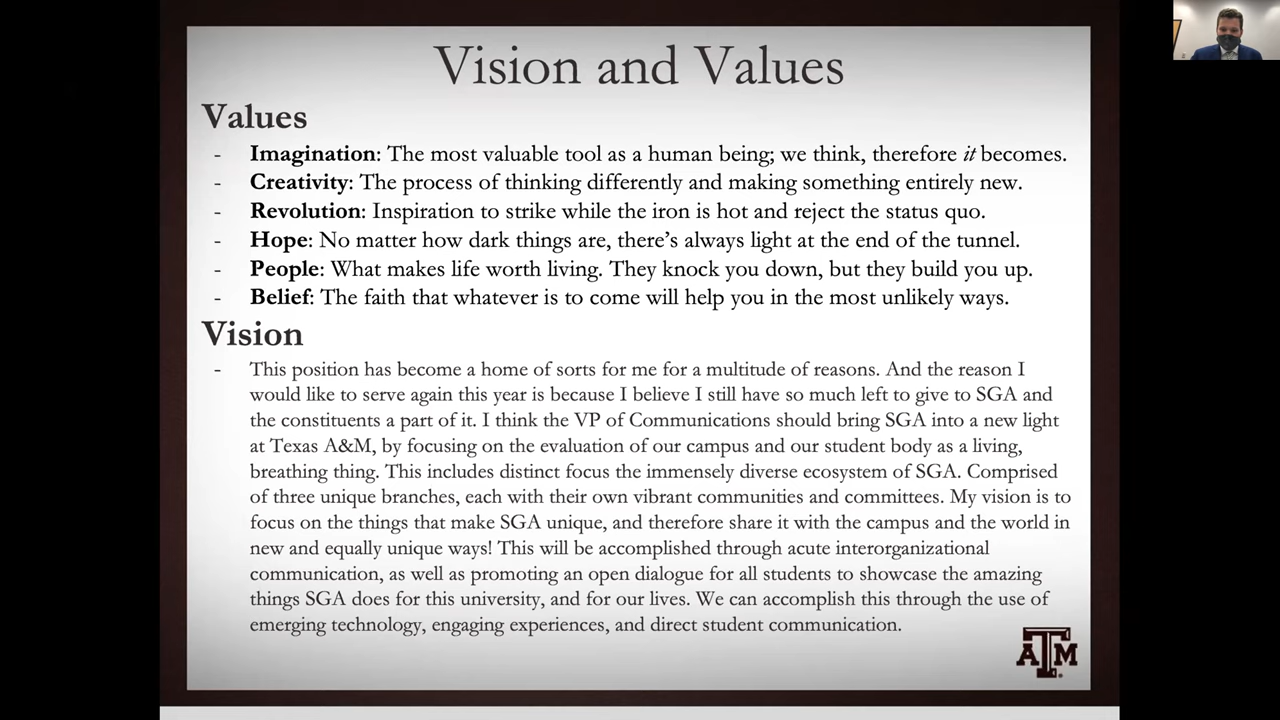 Vision and Values
Values
- Imagination: The most valuable tool as a human being; we think, therefore it becomes.
- Creativity: The process of thinking differently and making something entirely new.
- Revolution: Inspiration to strike while the iron is hot and reject the status quo.
- Hope: No matter how dark things are, there's always light at the end of the tunnel.
- People: What makes life worth living. They knock you down, but they build you up.
- Belief: The faith that whatever is to come will help you in the most unlikely ways.
Vision
- This position has become a home of sorts for me for a multitude of reasons. And the reason I
would like to serve again this year is because I believe I still have so much left to give to SGA and
the constituents a part of it. I think the VP of Communications should bring SGA into a new light
at Texas A&M, by focusing on the evaluation of our campus and our student body as a living,
breathing thing. This includes distinct focus the immensely diverse ecosystem of SGA. Comprised
of three unique branches, each with their own vibrant communities and committees. My vision is to
focus on the things that make SGA unique, and therefore share it with the campus and the world in
new and equally unique ways! This will be accomplished through acute interorganizational
communication, as well as promoting an open dialogue for all students to showcase the amazing
things SGA does for this university, and for our lives. We can accomplish this through the use of
emerging technology, engaging experiences, and direct student communication.
ATM